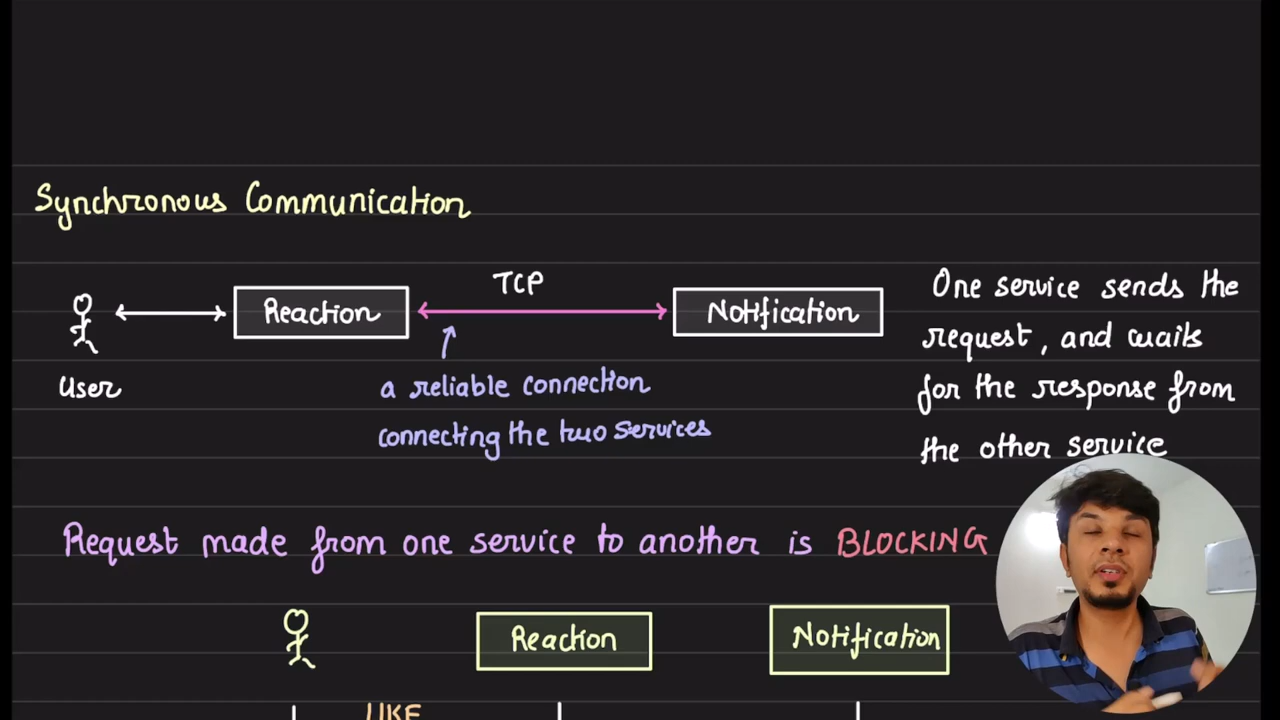 Synchronous Communication
TCP
Reaction
Notification
User
a reliable connection
connecting the two services
One service sends the
request, and waits
for the response from
the other service
Request made from one service to another is BLOCKING
Reaction
Notification
LIKE